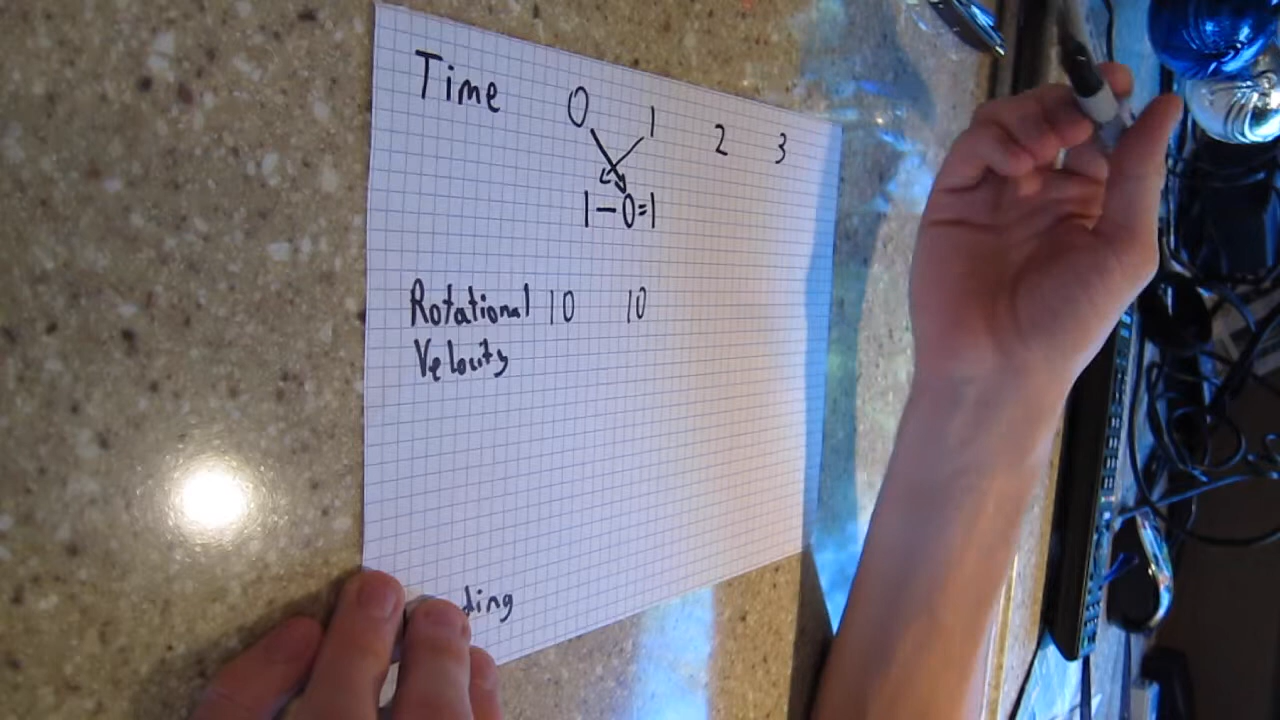 Time 0 1 2 3
1-0=1
Rotational 10 10
Velocity
ding